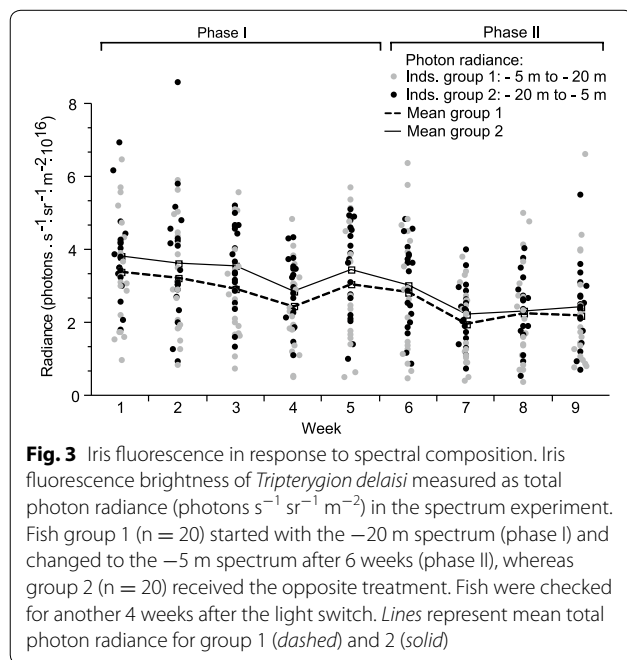 Phase I
Phase II
Photon radiance:
Inds. group 1: - 5 m to - 20 m
Inds. group 2: - 20 m to - 5 m
Mean group 1
Mean group 2
Radiance (photons . s⁻¹. sr⁻¹. m⁻². 10¹⁶)
8
6
4
2
0
1 2 3 4 5 6 7 8 9
Week
Fig. 3 Iris fluorescence in response to spectral composition. Iris
fluorescence brightness of Tripterygion delaisi measured as total
photon radiance (photons s⁻¹ sr⁻¹ m⁻²) in the spectrum experiment.
Fish group 1 (n = 20) started with the −20 m spectrum (phase I) and
changed to the −5 m spectrum after 6 weeks (phase II), whereas
group 2 (n = 20) received the opposite treatment. Fish were checked
for another 4 weeks after the light switch. Lines represent mean total
photon radiance for group 1 (dashed) and 2 (solid)